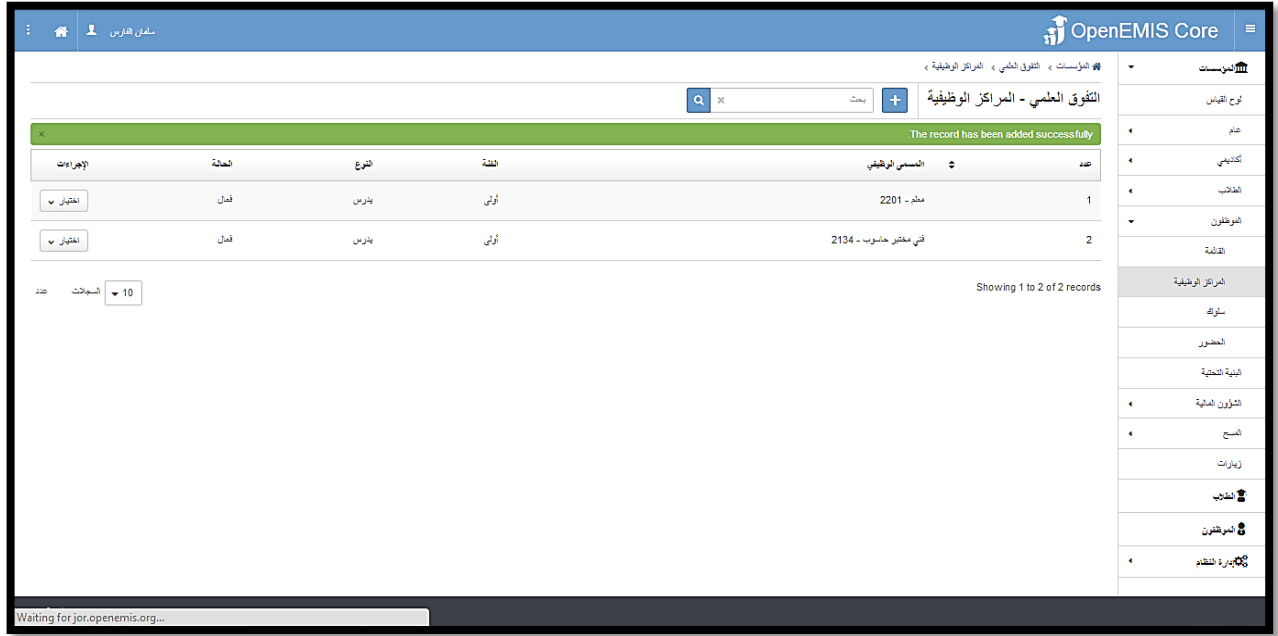 OpenEMIS Core
سلمان الفارس
المؤسسات › التفوق العلمي › المراكز الوظيفية ›
التفوق العلمي - المراكز الوظيفية
بحث
The record has been added successfully.
عدد المسمى الوظيفي الفئة النوع الحالة الإجراءات
1 معلم - 2201 أولى يدرس فعال اختيار
2 فني مختبر حاسوب - 2134 أولى يدرس فعال اختيار
Showing 1 to 2 of 2 records
عدد السجلات 10
المؤسسات
لوح القياس
عام
أكاديمي
الطلاب
الموظفون
القائمة
المراكز الوظيفية
سلوك
الحضور
البنية التحتية
الشؤون المالية
المسح
زيارات
الطلاب
الموظفون
إدارة النظام
Waiting for jor.openemis.org...